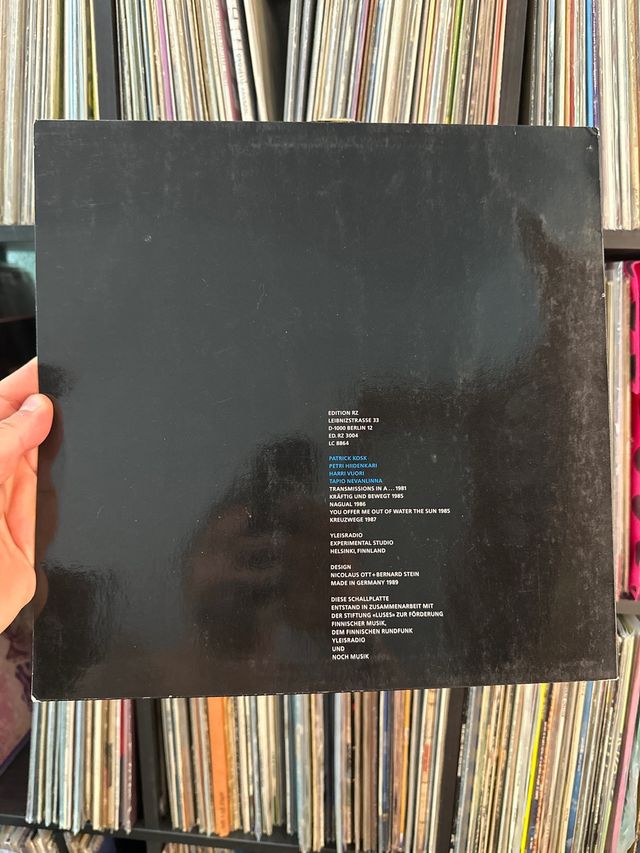 EDITION RZ
LEIBNIZSTRASSE 33
D-1000 BERLIN 12
ED. RZ 3004
LC 8864
PATRICK KOSK
PETRI HIIDENKARI
HARRI VUORI
TAPIO NEVANLINNA
TRANSMISSIONS IN A . . . 1981
KRÄFTIG UND BEWEGT 1985
NAGUAL 1986
YOU OFFER ME OUT OF WATER THE SUN 1985
KREUZWEGE 1987
YLEISRADIO
EXPERIMENTAL STUDIO
HELSINKI, FINNLAND
DESIGN
NICOLAUS OTT + BERNARD STEIN
MADE IN GERMANY 1989
DIESE SCHALLPLATTE
ENTSTAND IN ZUSAMMENARBEIT MIT
DER STIFTUNG «LUSES» ZUR FÖRDERUNG
FINNISCHER MUSIK,
DEM FINNISCHEN RUNDFUNK
YLEISRADIO
UND
NOCH MUSIK